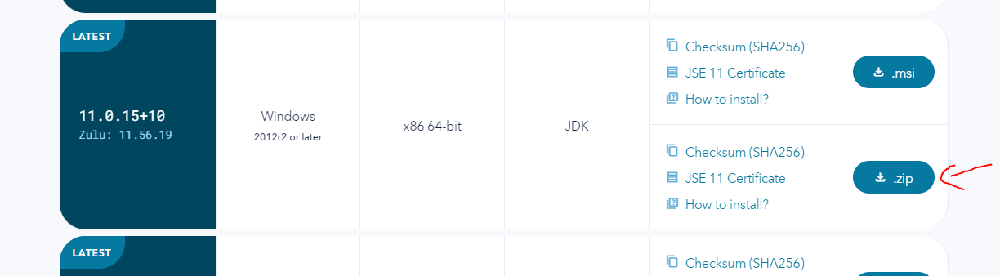 LATEST
11.0.15+10
Zulu: 11.56.19
Windows
2012r2 or later
x86 64-bit
JDK
Checksum (SHA256)
JSE 11 Certificate
How to install?
.msi
Checksum (SHA256)
JSE 11 Certificate
How to install?
.zip
LATEST
Checksum (SHA256)